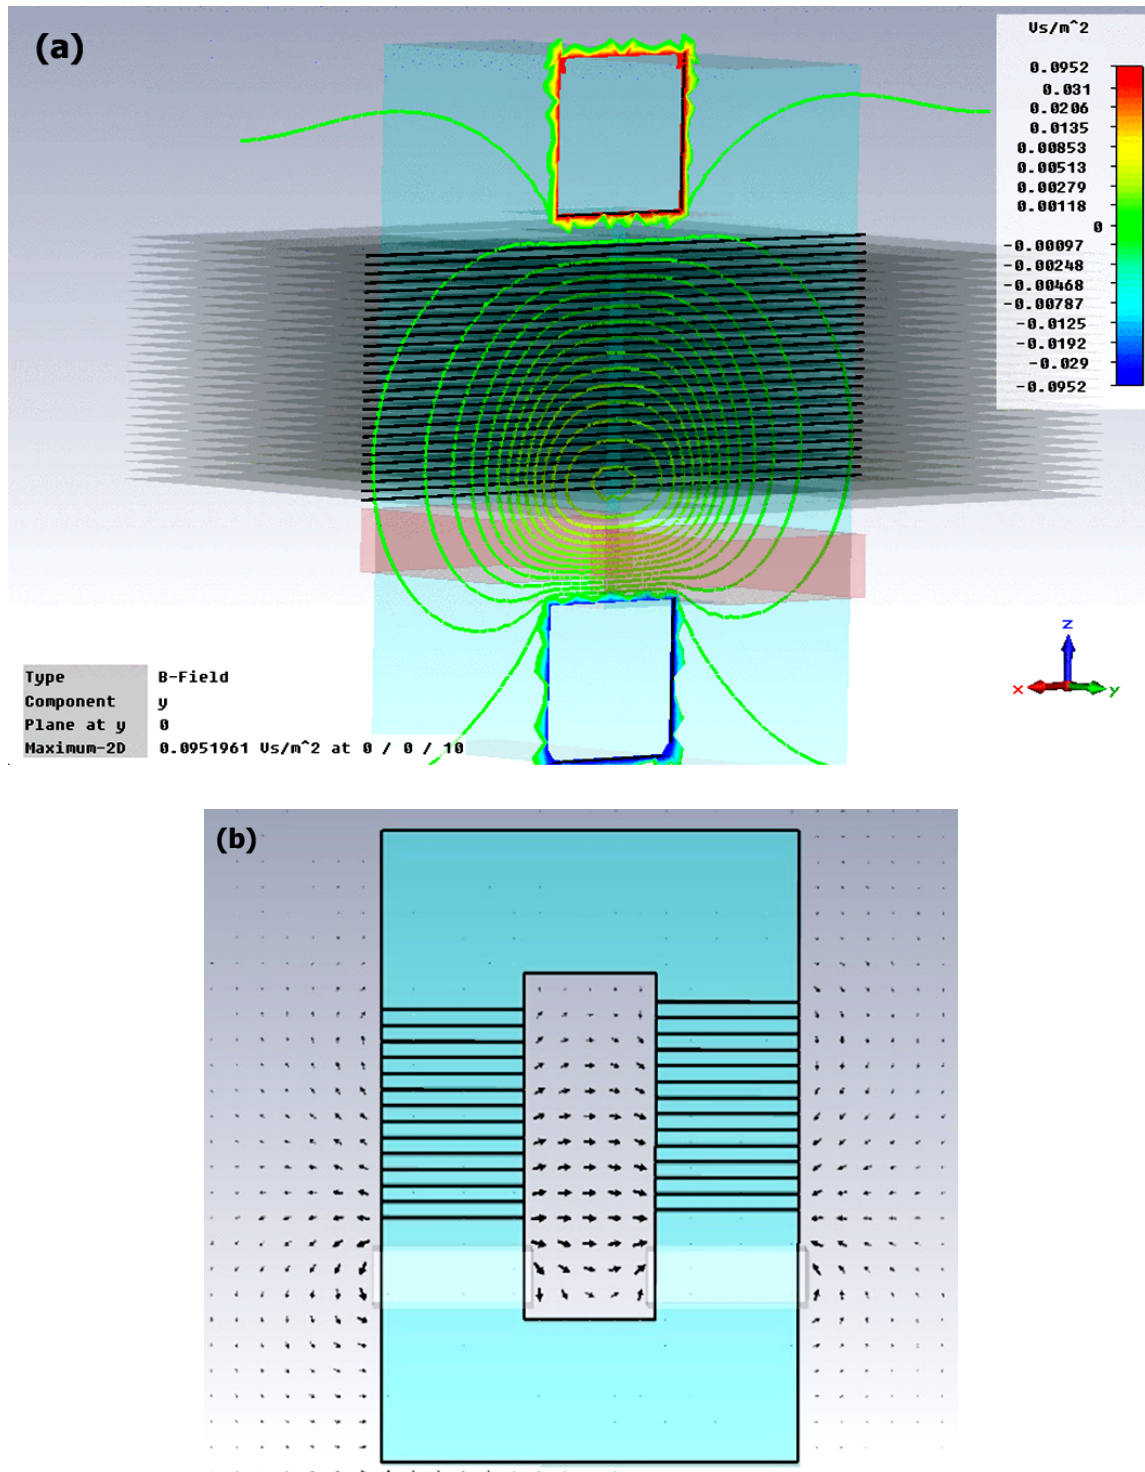 (a)
Vs/m^2
0.0952
0.031
0.0206
0.0135
0.00853
0.00513
0.00279
0.00118
0
-0.00097
-0.00248
-0.00468
-0.00787
-0.0125
-0.0192
-0.029
-0.0952
z
x y
Type B-Field
Component y
Plane at y 0
Maximum-2D 0.0951961 Vs/m^2 at 0 / 0 / 10
(b)